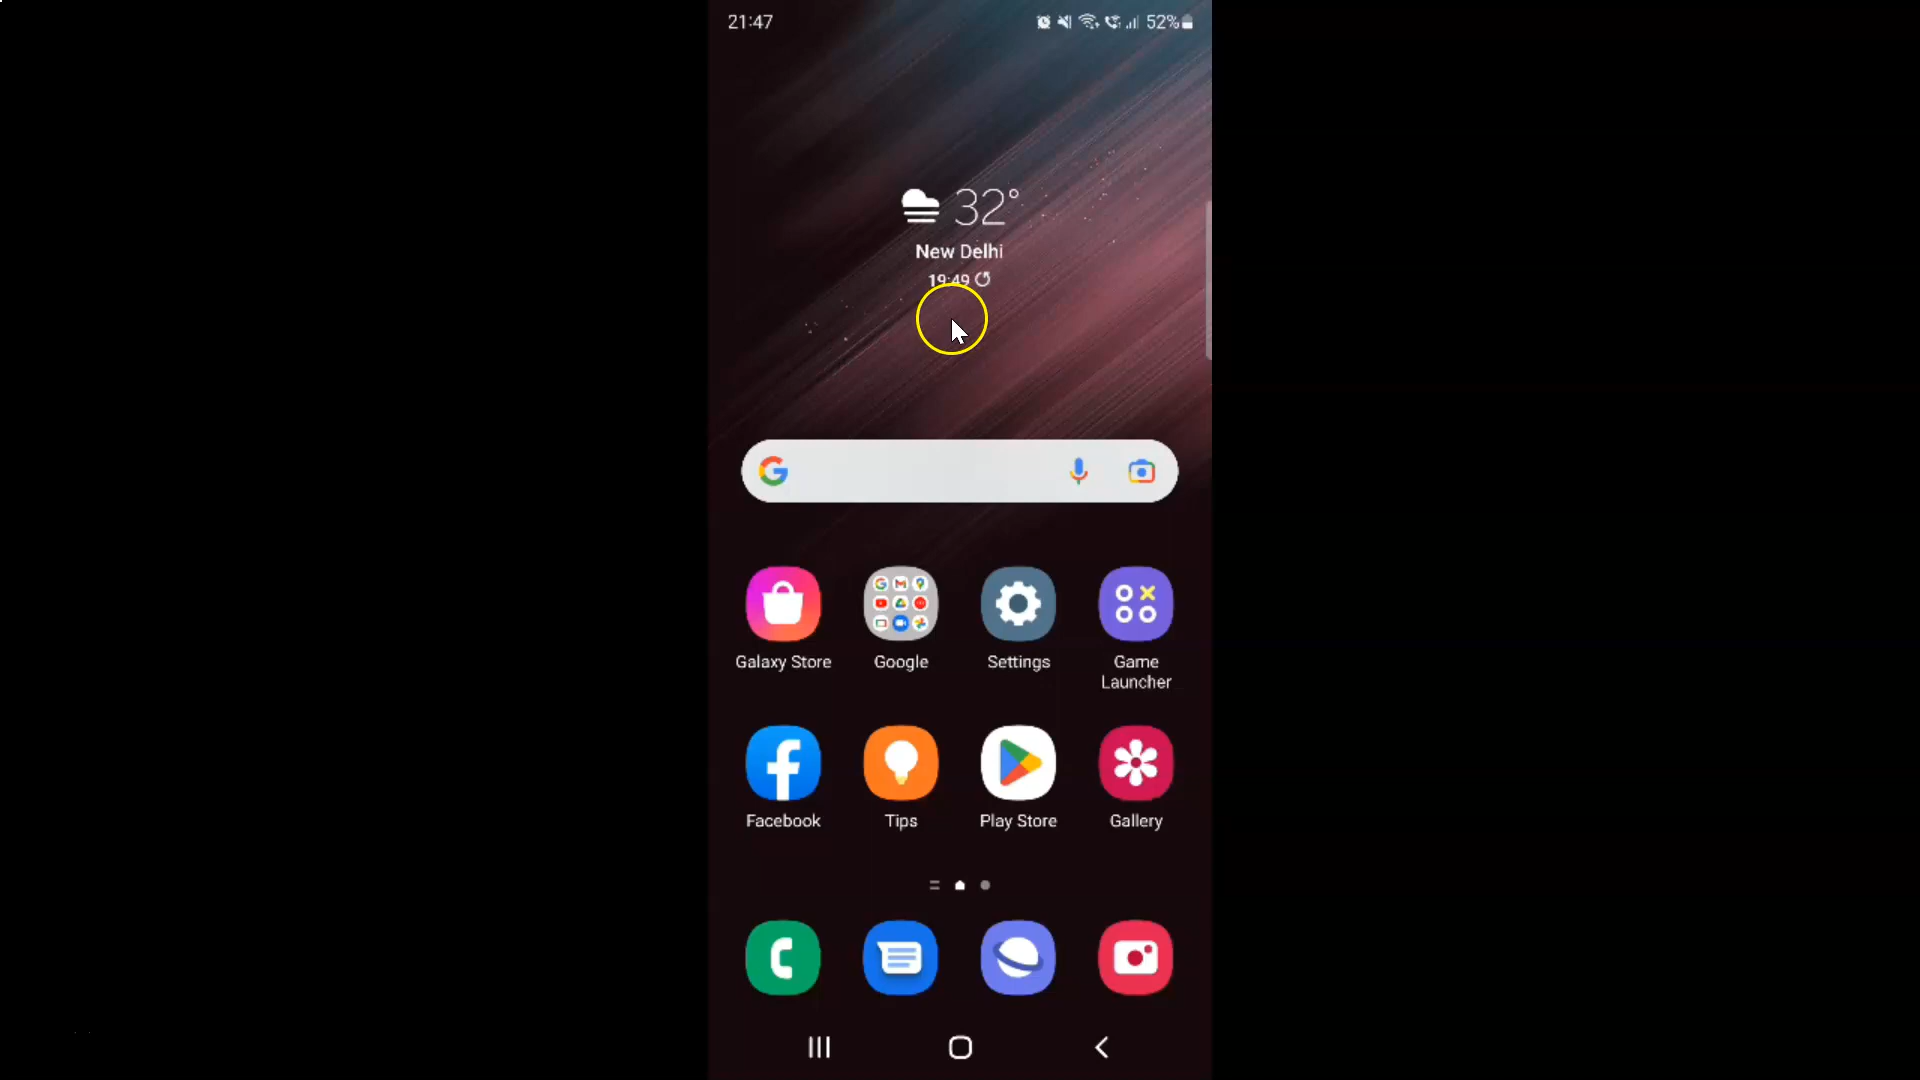 21:47
52%
32°
New Delhi
19:49
Galaxy Store
Google
Settings
Game
Launcher
Facebook
Tips
Play Store
Gallery